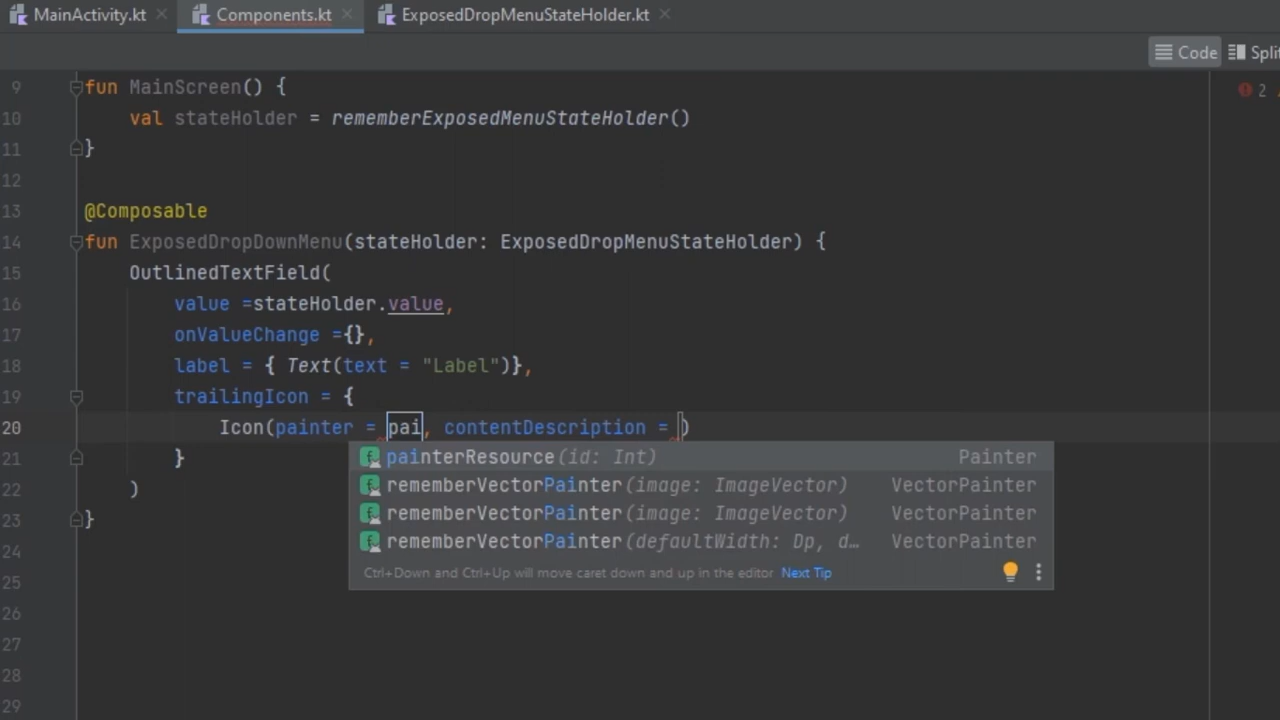 MainActivity.kt Components.kt ExposedDropMenuStateHolder.kt
Code Split
9 fun MainScreen() {
2
10 val stateHolder = rememberExposedMenuStateHolder()
11 }
12
13 @Composable
14 fun ExposedDropDownMenu(stateHolder: ExposedDropMenuStateHolder) {
15 OutlinedTextField(
16 value =stateHolder.value,
17 onValueChange ={},
18 label = { Text(text = "Label")},
19 trailingIcon = {
20 Icon(painter = pai, contentDescription = )
21 }
painterResource(id: Int) Painter
22 )
rememberVectorPainter(image: ImageVector) VectorPainter
23 }
rememberVectorPainter(image: ImageVector) VectorPainter
rememberVectorPainter(defaultWidth: Dp, d… VectorPainter
24
Ctrl+Down and Ctrl+Up will move caret down and up in the editor Next Tip
25
26
27
28
29